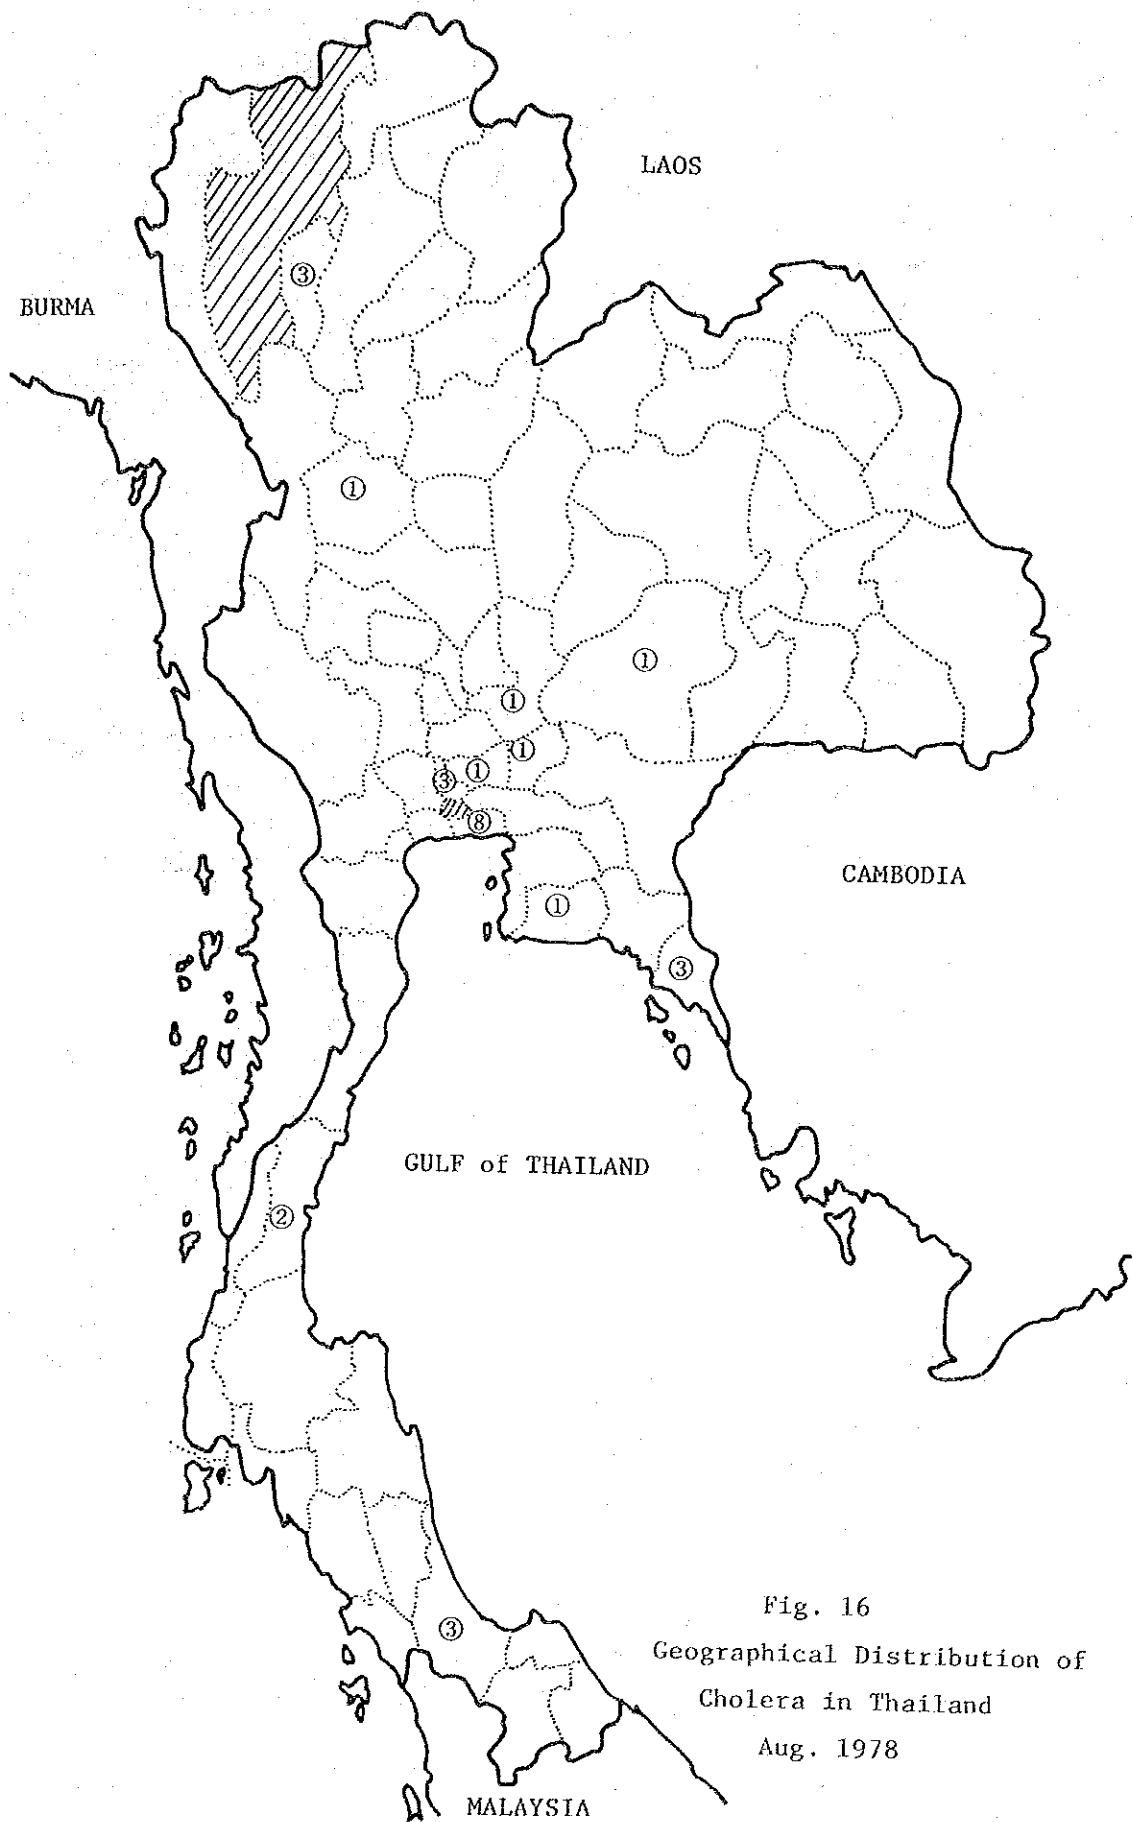 LAOS
BURMA
③
①
①
①
①
③
①
⑧
CAMBODIA
①
③
GULF of THAILAND
②
③
Fig. 16
Geographical Distribution of
Cholera in Thailand
Aug. 1978
MALAYSIA